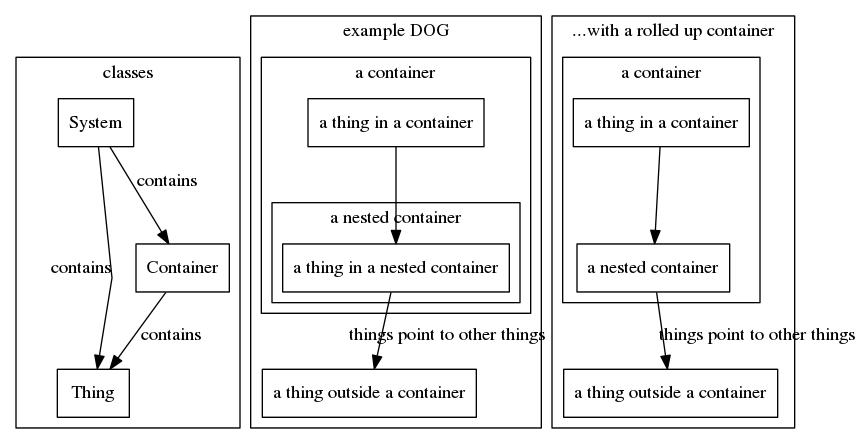 classes
System
contains
contains
Container
contains
Thing
example DOG
a container
a thing in a container
a nested container
a thing in a nested container
things point to other things
a thing outside a container
...with a rolled up container
a container
a thing in a container
a nested container
things point to other things
a thing outside a container